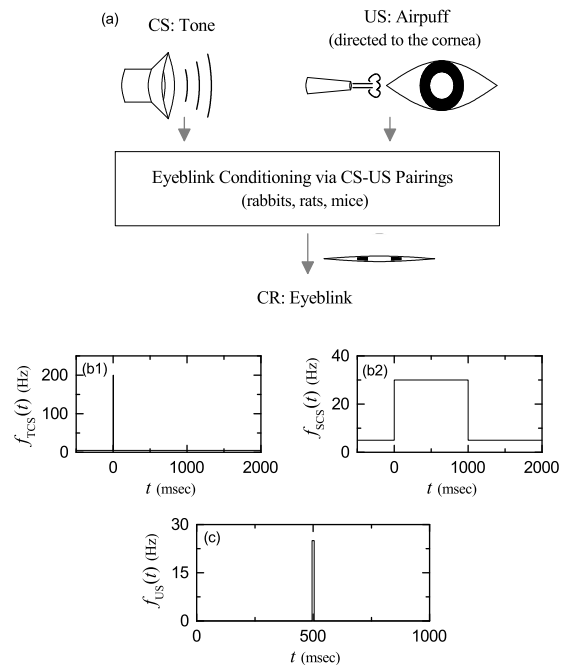 (a)
CS: Tone
US: Airpuff
(directed to the cornea)
Eyeblink Conditioning via CS-US Pairings
(rabbits, rats, mice)
CR: Eyeblink
(b1)
200
100
0
f_TCS(t) (Hz)
0 1000 2000
t (msec)
(b2)
40
20
0
f_SCS(t) (Hz)
0 1000 2000
t (msec)
(c)
30
15
0
f_US(t) (Hz)
0 500 1000
t (msec)